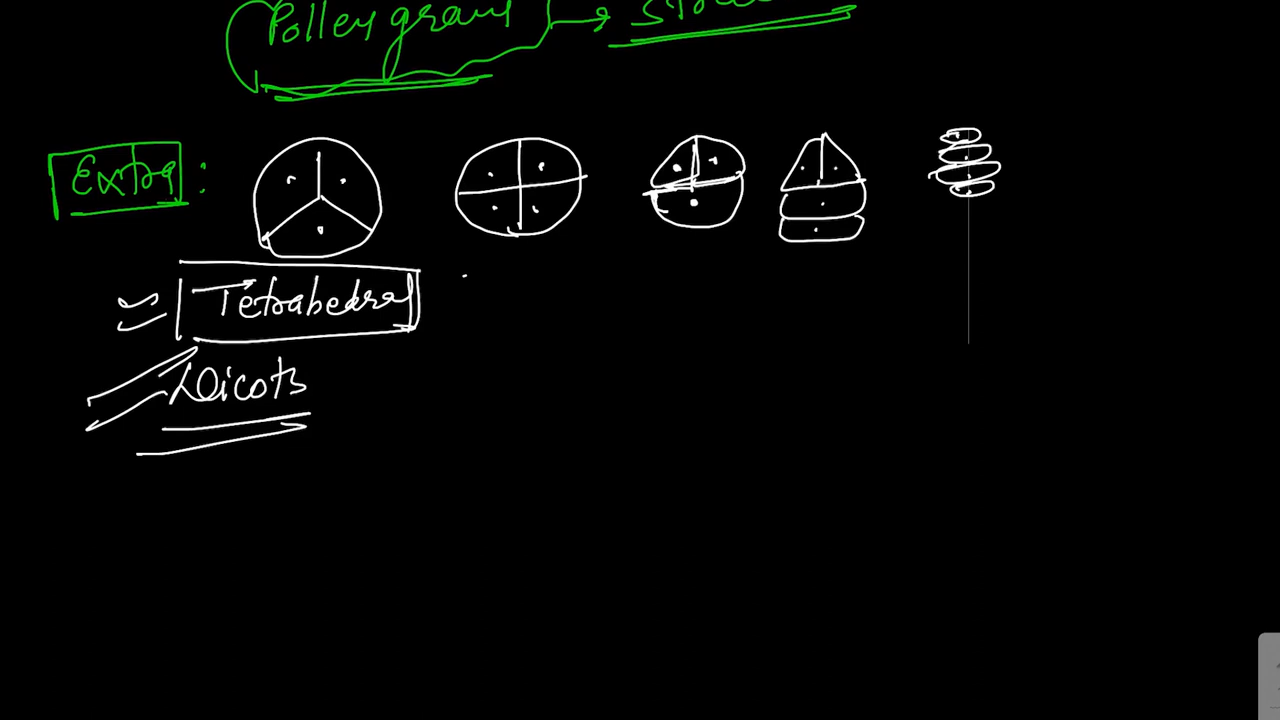 Pollen grain →
Extra :
Tetrahedral
Dicots